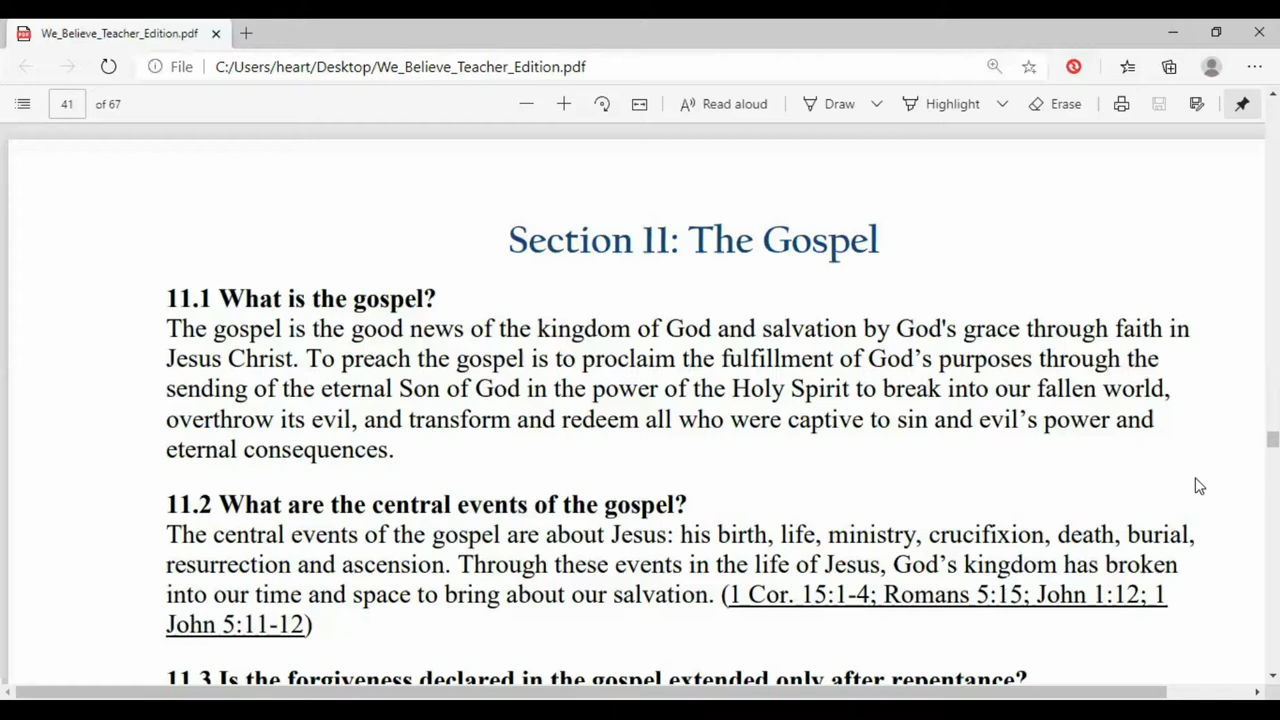 We_Believe_Teacher_Edition.pdf
File C:/Users/heart/Desktop/We_Believe_Teacher_Edition.pdf
41 of 67 Read aloud Draw Highlight Erase
Section 11: The Gospel
11.1 What is the gospel?
The gospel is the good news of the kingdom of God and salvation by God's grace through faith in
Jesus Christ. To preach the gospel is to proclaim the fulfillment of God’s purposes through the
sending of the eternal Son of God in the power of the Holy Spirit to break into our fallen world,
overthrow its evil, and transform and redeem all who were captive to sin and evil’s power and
eternal consequences.
11.2 What are the central events of the gospel?
The central events of the gospel are about Jesus: his birth, life, ministry, crucifixion, death, burial,
resurrection and ascension. Through these events in the life of Jesus, God’s kingdom has broken
into our time and space to bring about our salvation. (1 Cor. 15:1-4; Romans 5:15; John 1:12; 1
John 5:11-12)
11.3 Is the forgiveness declared in the gospel extended only after repentance?